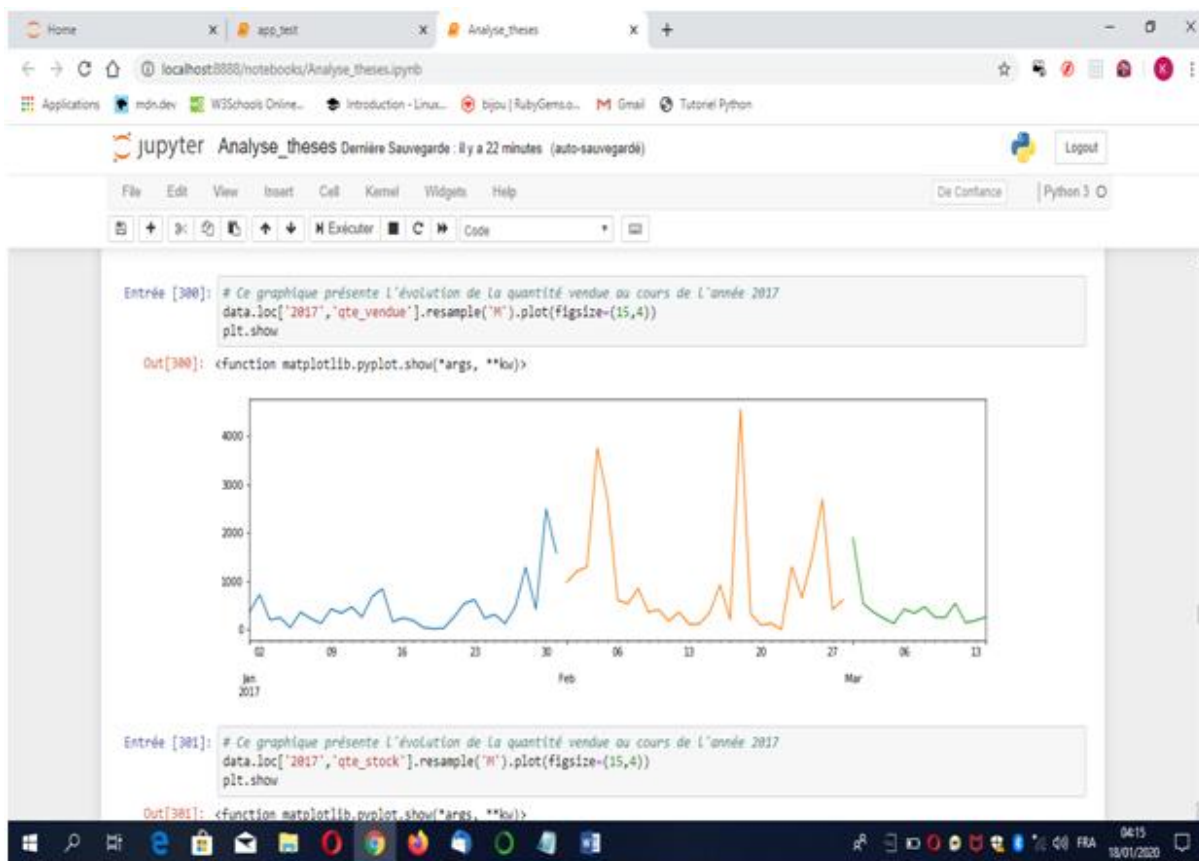 Home
app_test
Analyse_theses
localhost:8888/notebooks/Analyse_theses.ipynb
Applications
mdn.dev
W3Schools Online...
Introduction - Linux...
bijou | RubyGems.o...
Gmail
Tutoriel Python
K
jupyter Analyse_theses Dernière Sauvegarde : il y a 22 minutes (auto-sauvegardé)
Logout
File Edit View Insert Cell Kernel Widgets Help
De Confiance
Python 3
Exécuter
Code
Entrée [300]: # Ce graphique présente L'évolution de la quantité vendue au cours de L'année 2017
data.loc['2017','qte_vendue'].resample('M').plot(figsize=(15,4))
plt.show
Out[300]: <function matplotlib.pyplot.show(*args, **kw)>
4000
3000
2000
1000
0
02 09 16 23 30 06 13 20 27 06 13
Jan Feb Mar
2017
Entrée [301]: # Ce graphique présente L'évolution de la quantité vendue au cours de L'année 2017
data.loc['2017','qte_stock'].resample('M').plot(figsize=(15,4))
plt.show
Out[301]: <function matplotlib.pyplot.show(*args, **kw)>
FRA
04:15
18/01/2020